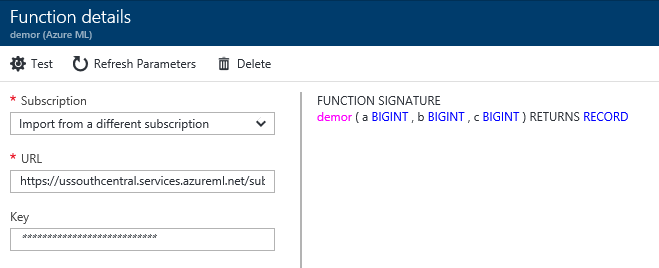 Function details
demor (Azure ML)
Test Refresh Parameters Delete
* Subscription
Import from a different subscription
* URL
https://ussouthcentral.services.azureml.net/sub
Key
***************************
FUNCTION SIGNATURE
demor ( a BIGINT , b BIGINT , c BIGINT ) RETURNS RECORD